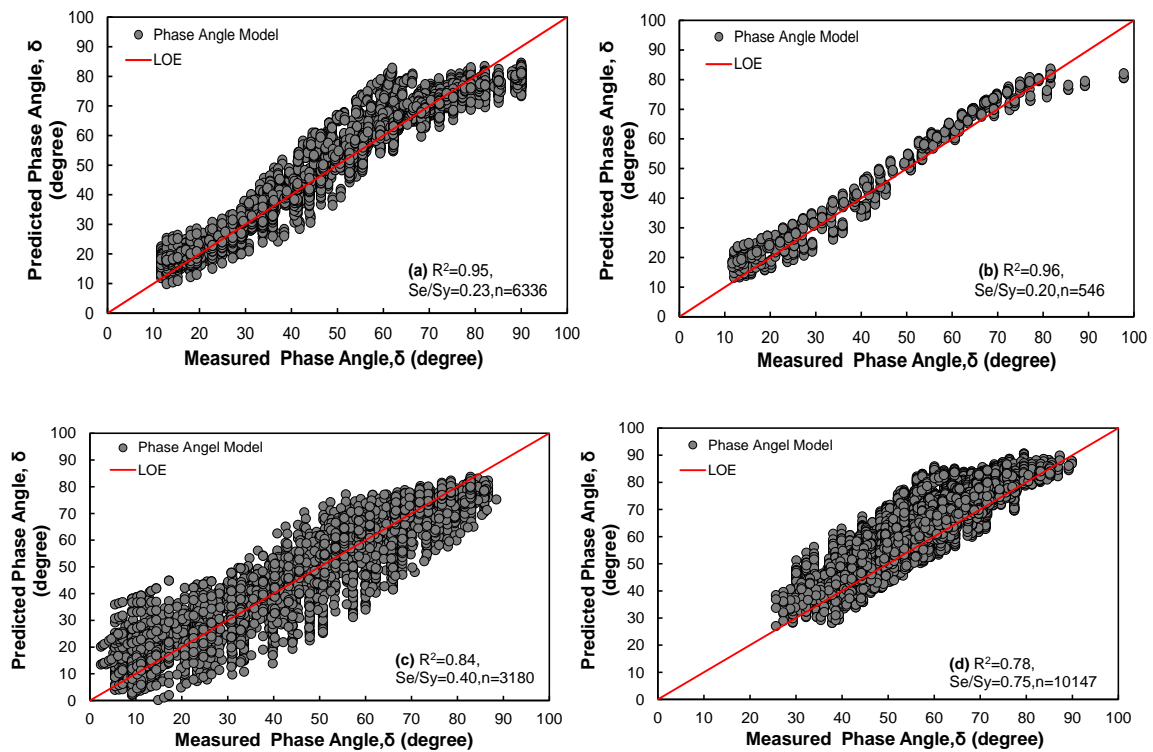 100
90
80
70
60
50
40
30
20
10
0
Predicted Phase Angle, δ
(degree)
Phase Angle Model
LOE
(a) R²=0.95,
Se/Sy=0.23,n=6336
0 10 20 30 40 50 60 70 80 90 100
Measured Phase Angle,δ (degree)
100
90
80
70
60
50
40
30
20
10
0
Predicted Phase Angle, δ
(degree)
Phase Angle Model
LOE
(b) R²=0.96,
Se/Sy=0.20,n=546
0 10 20 30 40 50 60 70 80 90 100
Measured Phase Angle,δ (degree)
100
90
80
70
60
50
40
30
20
10
0
Predicted Phase Angle, δ
(degree)
Phase Angel Model
LOE
(c) R²=0.84,
Se/Sy=0.40,n=3180
0 10 20 30 40 50 60 70 80 90 100
Measured Phase Angle,δ (degree)
100
90
80
70
60
50
40
30
20
10
0
Predicted Phase Angle, δ
(degree)
Phase Angel Model
LOE
(d) R²=0.78,
Se/Sy=0.75,n=10147
0 10 20 30 40 50 60 70 80 90 100
Measured Phase Angle,δ (degree)